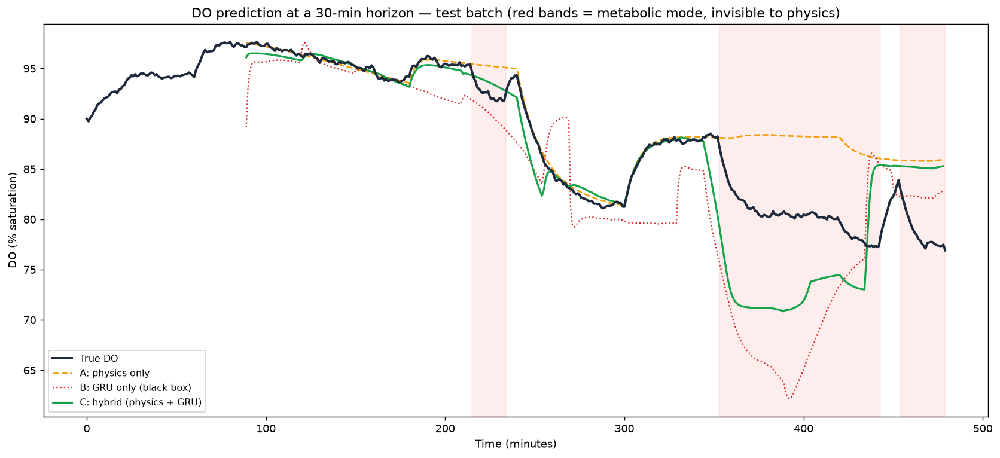 DO prediction at a 30-min horizon — test batch (red bands = metabolic mode, invisible to physics)
DO (% saturation)
95
90
85
80
75
70
65
True DO
A: physics only
B: GRU only (black box)
C: hybrid (physics + GRU)
0 100 200 300 400 500
Time (minutes)